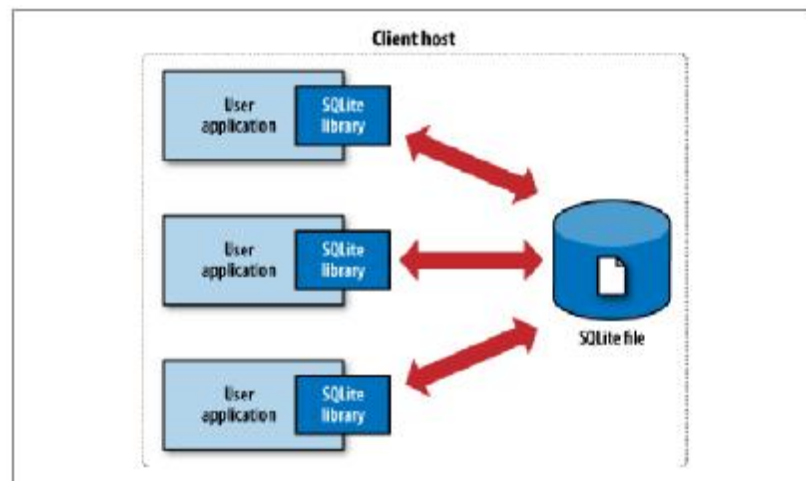 Client host
User
application
SQLite
library
User
application
SQLite
library
SQLite file
User
application
SQLite
library